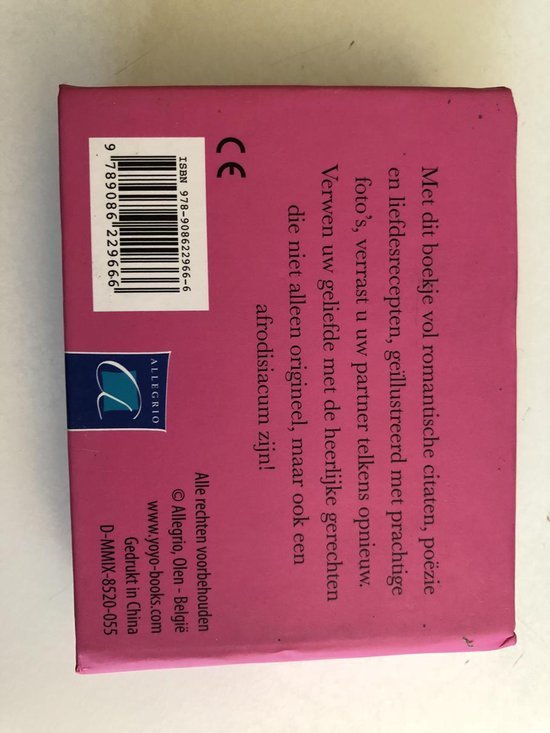 Met dit boekje vol romantische citaten, poëzie
en liefdesrecepten, geïllustreerd met prachtige
foto's, verrast u uw partner telkens opnieuw.
Verwen uw geliefde met de heerlijke gerechten
die niet alleen origineel, maar ook een
afrodisiacum zijn!
CE
ISBN 978-908622966-6
9 789086 229666
ALLEGRIO
a
Alle rechten voorbehouden
© Allegrio, Olen - België
www.yoyo-books.com
Gedrukt in China
D-MMIX-8520-055